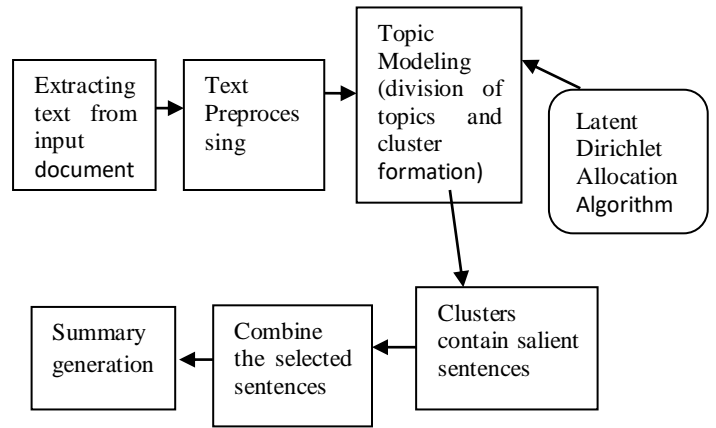 Extracting
text from
input
document
Text
Preproces
sing
Topic
Modeling
(division of
topics and
cluster
formation)
Latent
Dirichlet
Allocation
Algorithm
Clusters
contain salient
sentences
Combine
the selected
sentences
Summary
generation